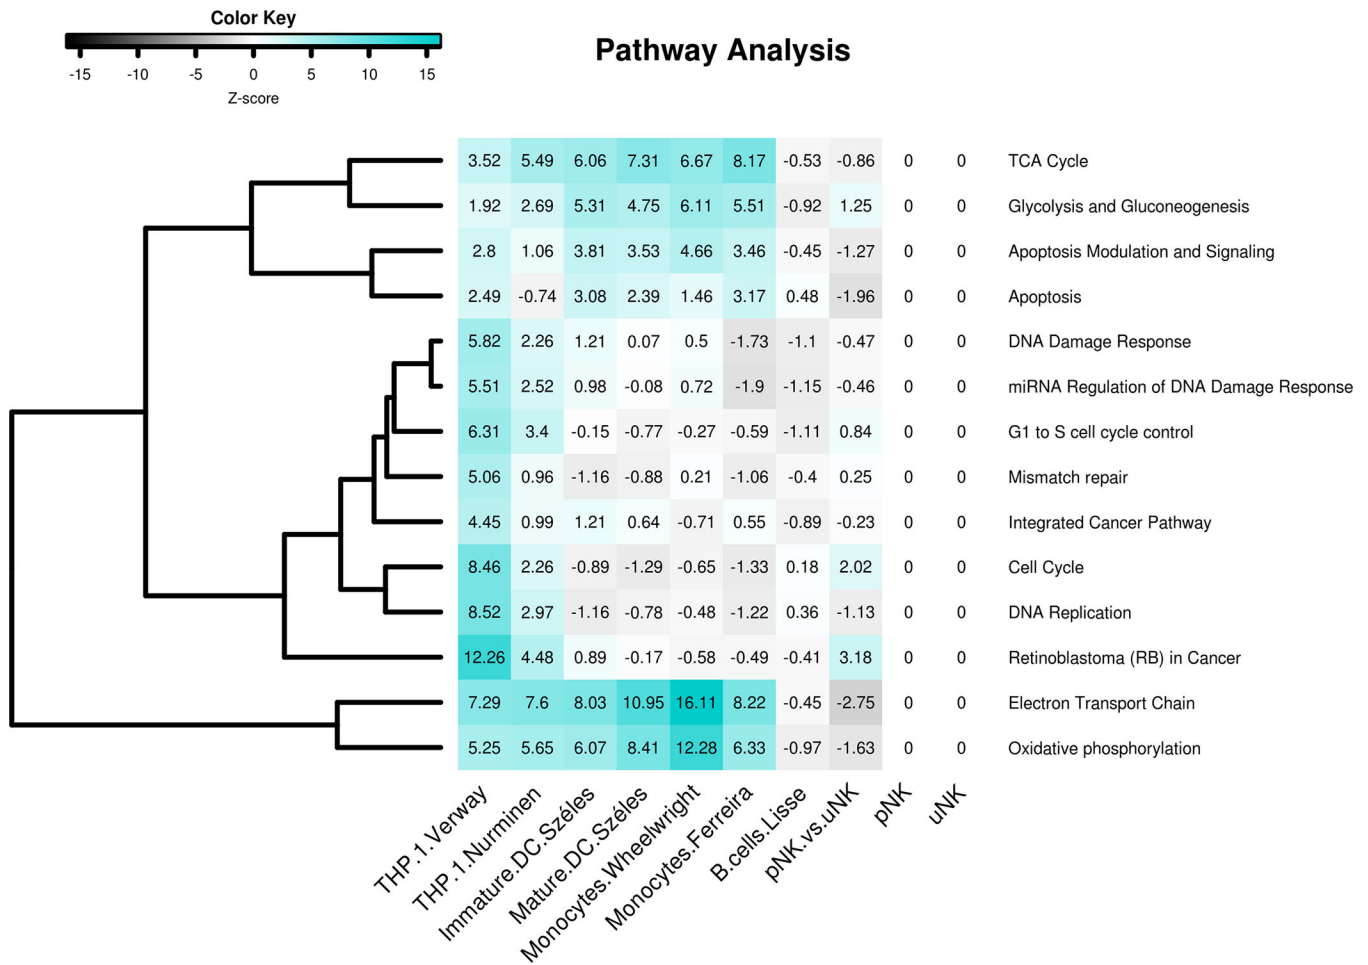 Color Key
-15 -10 -5 0 5 10 15
Z-score
Pathway Analysis
3.52 5.49 6.06 7.31 6.67 8.17 -0.53 -0.86 0 0 TCA Cycle
1.92 2.69 5.31 4.75 6.11 5.51 -0.92 1.25 0 0 Glycolysis and Gluconeogenesis
2.8 1.06 3.81 3.53 4.66 3.46 -0.45 -1.27 0 0 Apoptosis Modulation and Signaling
2.49 -0.74 3.08 2.39 1.46 3.17 0.48 -1.96 0 0 Apoptosis
5.82 2.26 1.21 0.07 0.5 -1.73 -1.1 -0.47 0 0 DNA Damage Response
5.51 2.52 0.98 -0.08 0.72 -1.9 -1.15 -0.46 0 0 miRNA Regulation of DNA Damage Response
6.31 3.4 -0.15 -0.77 -0.27 -0.59 -1.11 0.84 0 0 G1 to S cell cycle control
5.06 0.96 -1.16 -0.88 0.21 -1.06 -0.4 0.25 0 0 Mismatch repair
4.45 0.99 1.21 0.64 -0.71 0.55 -0.89 -0.23 0 0 Integrated Cancer Pathway
8.46 2.26 -0.89 -1.29 -0.65 -1.33 0.18 2.02 0 0 Cell Cycle
8.52 2.97 -1.16 -0.78 -0.48 -1.22 0.36 -1.13 0 0 DNA Replication
12.26 4.48 0.89 -0.17 -0.58 -0.49 -0.41 3.18 0 0 Retinoblastoma (RB) in Cancer
7.29 7.6 8.03 10.95 16.11 8.22 -0.45 -2.75 0 0 Electron Transport Chain
5.25 5.65 6.07 8.41 12.28 6.33 -0.97 -1.63 0 0 Oxidative phosphorylation
THP.1.Verway
THP.1.Nurminen
Immature.DC.Széles
Mature.DC.Széles
Monocytes.Wheelwright
Monocytes.Ferreira
B.cells.Lisse
pNK.vs.uNK
pNK
uNK